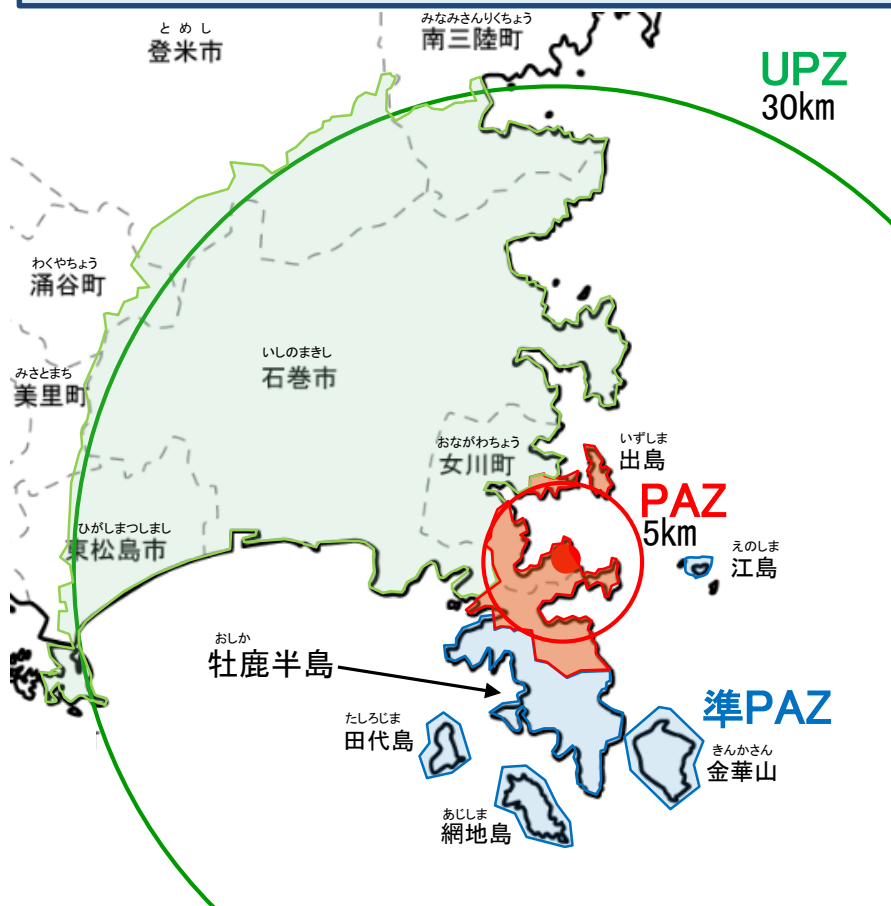 とめし
登米市
みなみさんりくちょう
南三陸町
UPZ
30km
わくやちょう
涌谷町
いしのまきし
石巻市
みさとまち
美里町
おながわちょう
女川町
いずしま
出島
PAZ
5km
ひがしまつしまし
東松島市
えのしま
江島
おしか
牡鹿半島
準PAZ
たしろじま
田代島
きんかさん
金華山
あじしま
網地島